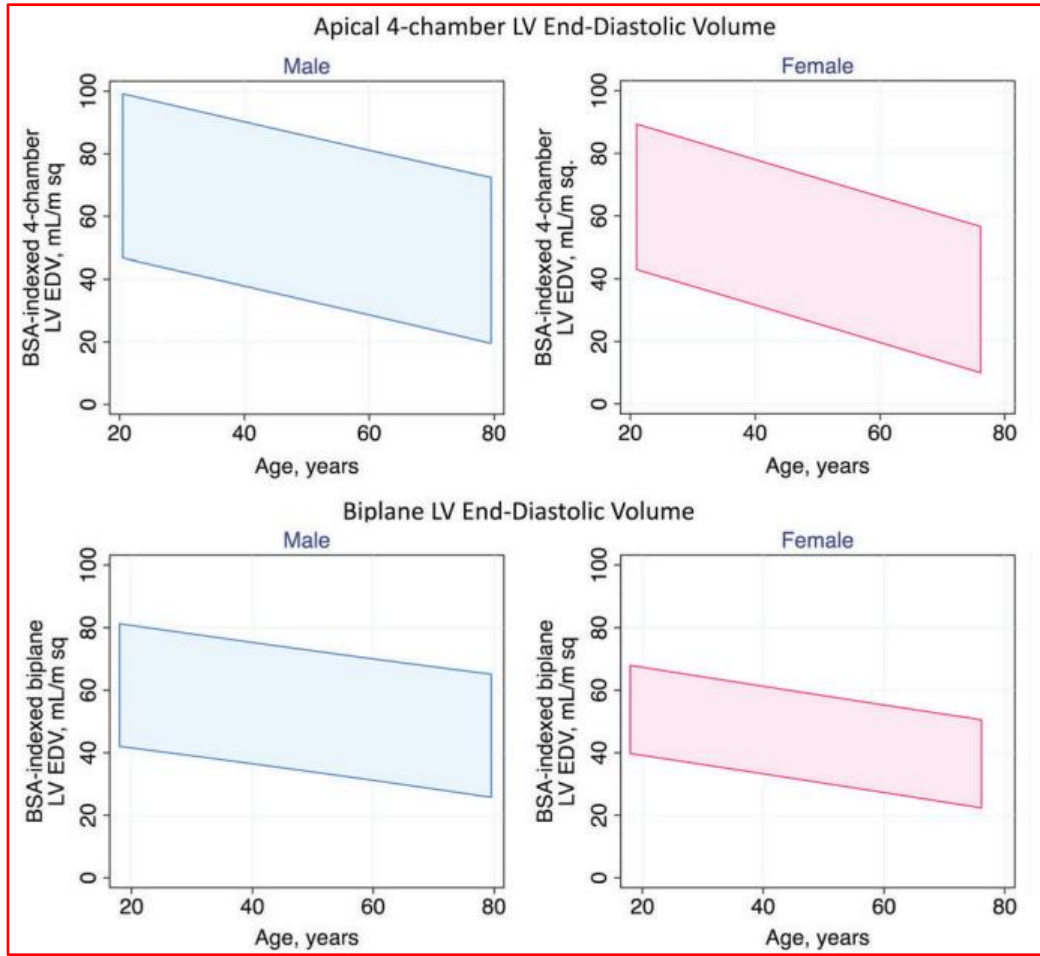 Apical 4-chamber LV End-Diastolic Volume
Male
Female
BSA-indexed 4-chamber
LV EDV, mL/m sq
0 20 40 60 80 100
20 40 60 80
Age, years
BSA-indexed 4-chamber
LV EDV, mL/m sq.
0 20 40 60 80 100
20 40 60 80
Age, years
Biplane LV End-Diastolic Volume
Male
Female
BSA-indexed biplane
LV EDV, mL/m sq
0 20 40 60 80 100
20 40 60 80
Age, years
BSA-indexed biplane
LV EDV, mL/m sq
0 20 40 60 80 100
20 40 60 80
Age, years